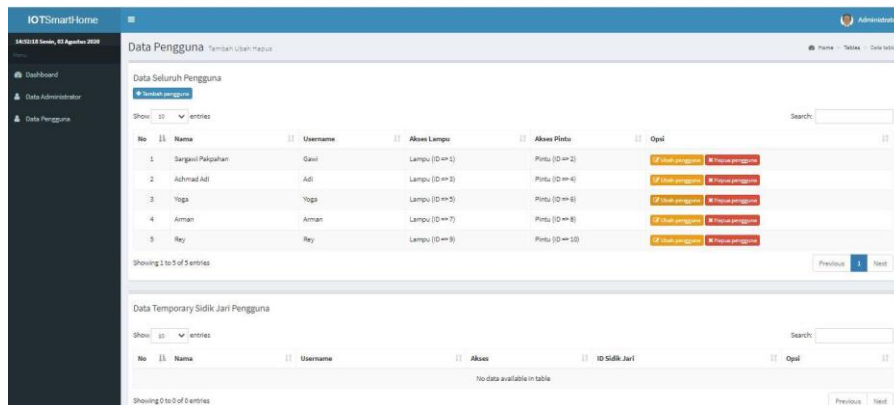 IOTSmartHome
Administrato
14:52:18 Senin, 03 Agustus 2020
Menu
Dashboard
Data Administrator
Data Pengguna
Data Pengguna Tambah Ubah Hapus
Home > Tables > Data table
Data Seluruh Pengguna
Tambah pengguna
Show 10 entries
Search:
No Nama Username Akses Lampu Akses Pintu Opsi
1 Sargawi Pakpahan Gawi Lampu (ID => 1) Pintu (ID => 2) Ubah pengguna Hapus pengguna
2 Achmad Adi Adi Lampu (ID => 3) Pintu (ID => 4) Ubah pengguna Hapus pengguna
3 Yoga Yoga Lampu (ID => 5) Pintu (ID => 6) Ubah pengguna Hapus pengguna
4 Arman Arman Lampu (ID => 7) Pintu (ID => 8) Ubah pengguna Hapus pengguna
5 Rey Rey Lampu (ID => 9) Pintu (ID => 10) Ubah pengguna Hapus pengguna
Showing 1 to 5 of 5 entries
Previous 1 Next
Data Temporary Sidik Jari Pengguna
Show 10 entries
Search:
No Nama Username Akses ID Sidik Jari Opsi
No data available in table
Showing 0 to 0 of 0 entries
Previous Next